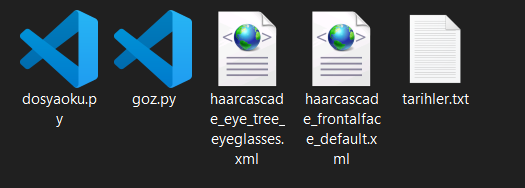 dosyaoku.p
y
goz.py
haarcascad
e_eye_tree_
eyeglasses.
xml
haarcascad
e_frontalfac
e_default.x
ml
tarihler.txt